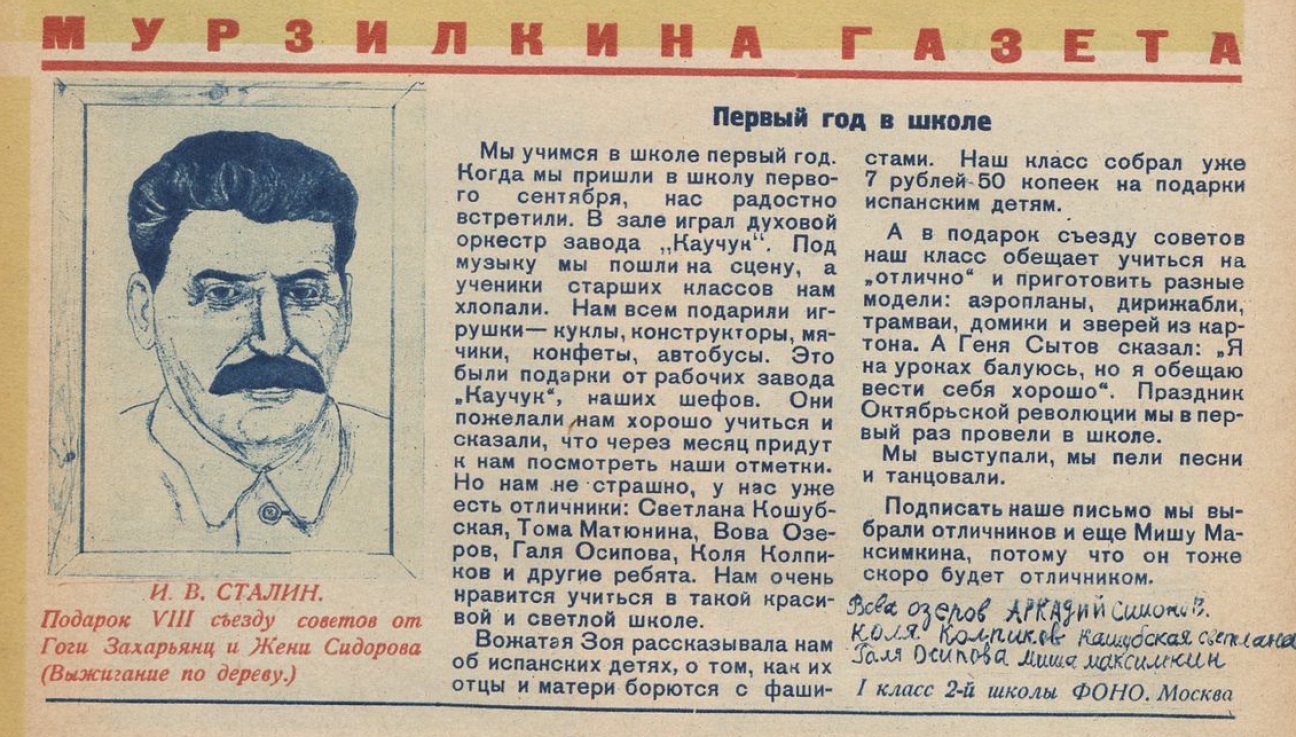 МУРЗИЛКИНА ГАЗЕТА
И. В. СТАЛИН.
Подарок VIII съезду советов от
Гоги Захарьянц и Жени Сидорова
(Выжигание по дереву.)
Первый год в школе
Мы учимся в школе первый год.
Когда мы пришли в школу перво-
го сентября, нас радостно
встретили. В зале играл духовой
оркестр завода „Каучук“. Под
музыку мы пошли на сцену, а
ученики старших классов нам
хлопали. Нам всем подарили иг-
рушки— куклы, конструкторы, мя-
чики, конфеты, автобусы. Это
были подарки от рабочих завода
„Каучук“, наших шефов. Они
пожелали нам хорошо учиться и
сказали, что через месяц придут
к нам посмотреть наши отметки.
Но нам не страшно, у нас уже
есть отличники: Светлана Кошуб-
ская, Тома Матюнина, Вова Озе-
ров, Галя Осипова, Коля Колпи-
ков и другие ребята. Нам очень
нравится учиться в такой краси-
вой и светлой школе.
Вожатая Зоя рассказывала нам
об испанских детях, о том, как их
отцы и матери борются с фаши-
стами. Наш класс собрал уже
7 рублей 50 копеек на подарки
испанским детям.
А в подарок съезду советов
наш класс обещает учиться на
„отлично“ и приготовить разные
модели: аэропланы, дирижабли,
трамваи, домики и зверей из кар-
тона. А Геня Сытов сказал: „Я
на уроках балуюсь, но я обещаю
вести себя хорошо“. Праздник
Октябрьской революции мы в пер-
вый раз провели в школе.
Мы выступали, мы пели песни
и танцовали.
Подписать наше письмо мы вы-
брали отличников и еще Мишу Ма-
ксимкина, потому что он тоже
скоро будет отличником.
Вова озеров АРКАДИЙ
Коля Колпиков кашубская светлана
Галя Осипова миша максимкин
I класс 2-й школы ФОНО. Москва